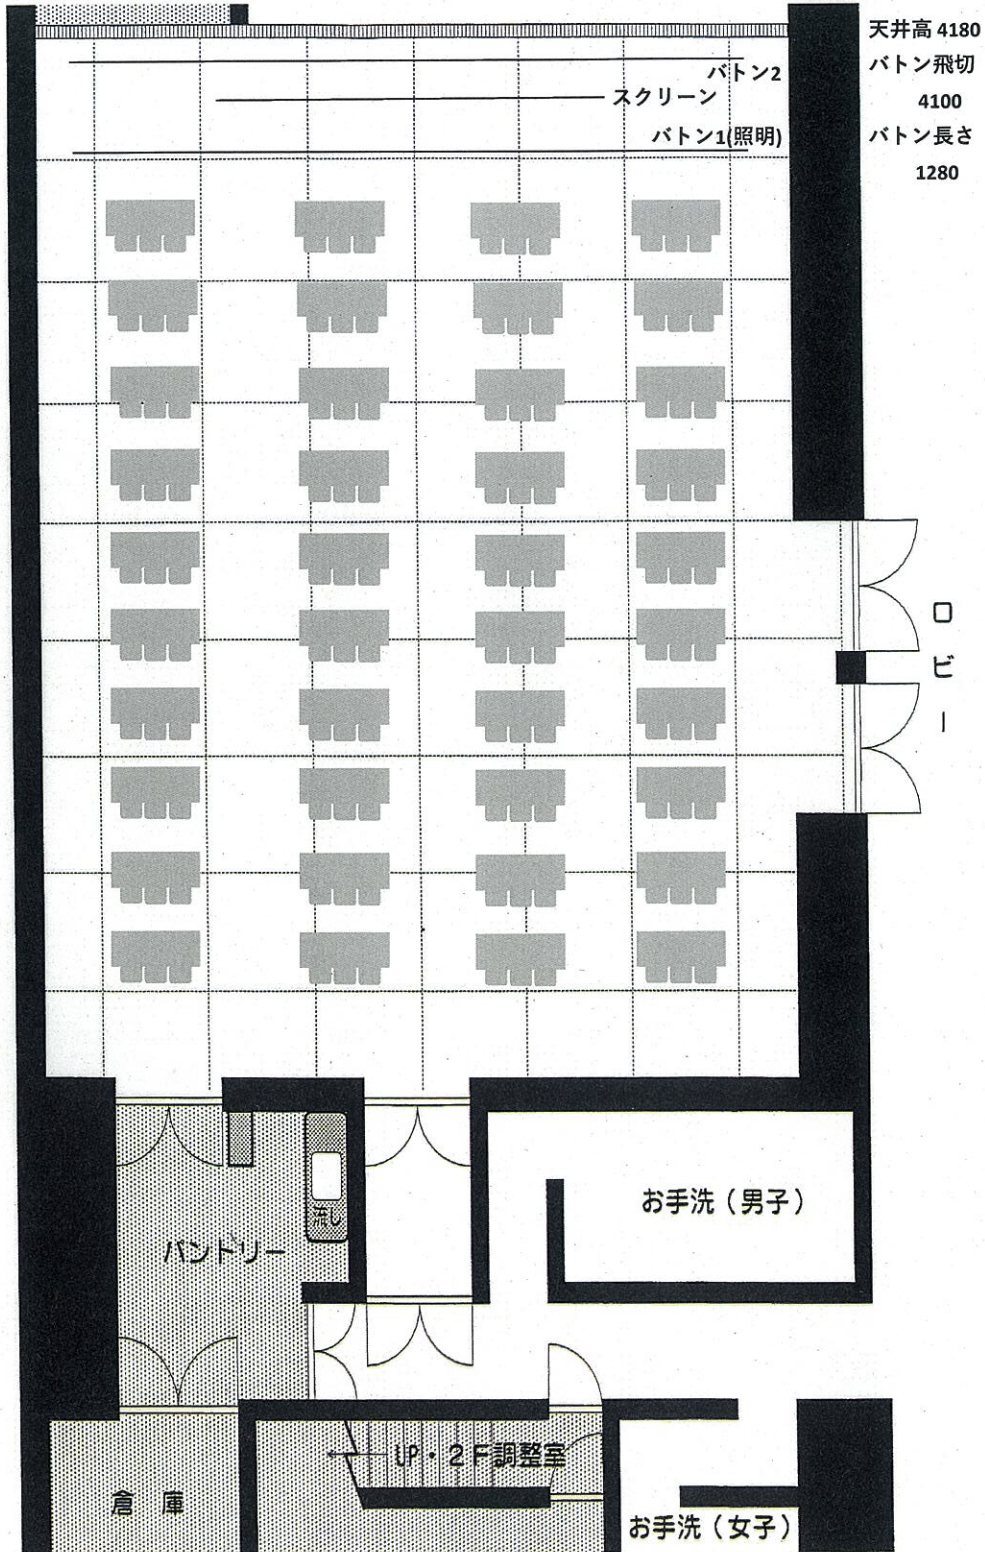 天井高 4180
バトン飛切
4100
バトン長さ
1280
バトン2
スクリーン
バトン1(照明)
ロビー
お手洗（男子）
流し
パントリー
UP・2F調整室
倉庫
お手洗（女子）